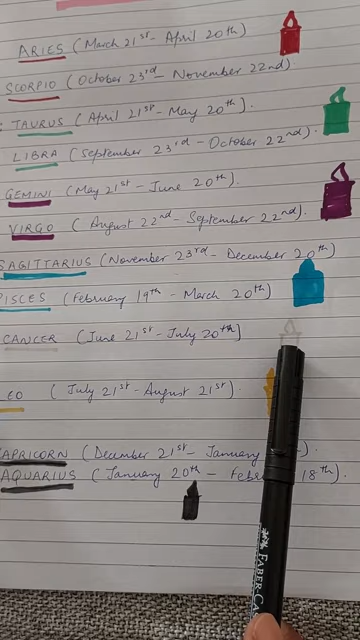 ARIES (March 21st - April 20th)
SCORPIO (October 23rd - November 22nd)
: TAURUS (April 21st - May 20th).
LIBRA (September 23rd - October 22nd)
GEMINI (May 21st - June 20th).
VIRGO (August 22nd - September 22nd).
SAGITTARIUS (November 23rd - December 20th)
PISCES (February 19th - March 20th)
CANCER (June 21st - July 20th)
LEO (July 21st - August 21st).
CAPRICORN (December 21st - January ).
AQUARIUS (January 20th - Febru 18th)
FABER-CAS